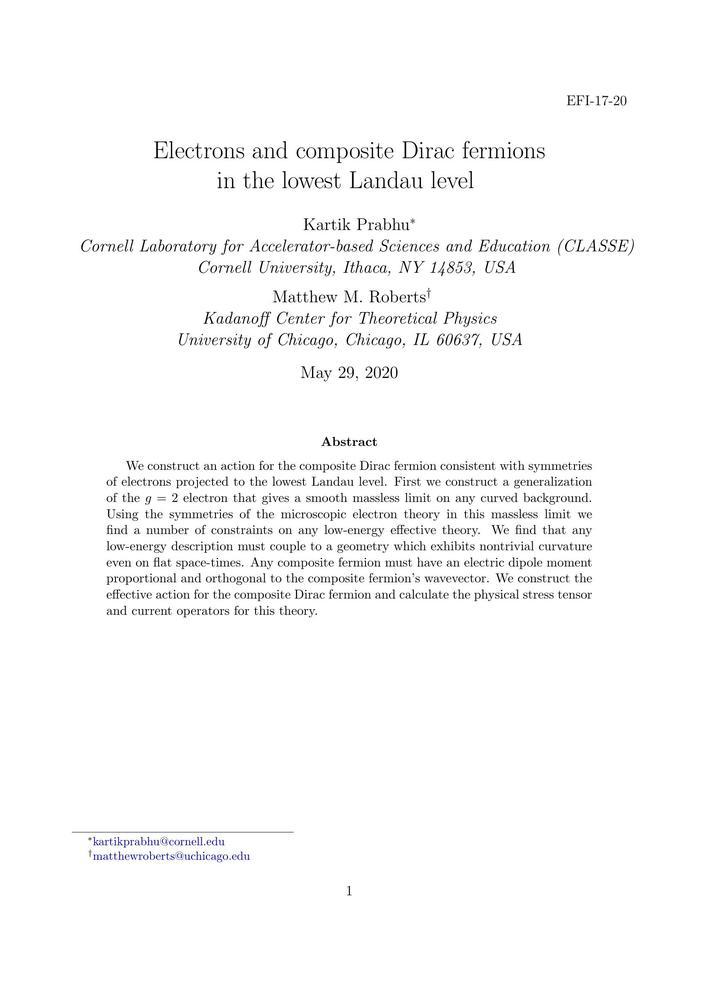 EFI-17-20
Electrons and composite Dirac fermions
in the lowest Landau level
Kartik Prabhu*
Cornell Laboratory for Accelerator-based Sciences and Education (CLASSE)
Cornell University, Ithaca, NY 14853, USA
Matthew M. Roberts†
Kadanoff Center for Theoretical Physics
University of Chicago, Chicago, IL 60637, USA
May 29, 2020
Abstract
We construct an action for the composite Dirac fermion consistent with symmetries
of electrons projected to the lowest Landau level. First we construct a generalization
of the g = 2 electron that gives a smooth massless limit on any curved background.
Using the symmetries of the microscopic electron theory in this massless limit we
find a number of constraints on any low-energy effective theory. We find that any
low-energy description must couple to a geometry which exhibits nontrivial curvature
even on flat space-times. Any composite fermion must have an electric dipole moment
proportional and orthogonal to the composite fermion's wavevector. We construct the
effective action for the composite Dirac fermion and calculate the physical stress tensor
and current operators for this theory.
*kartikprabhu@cornell.edu
†matthewroberts@uchicago.edu
1